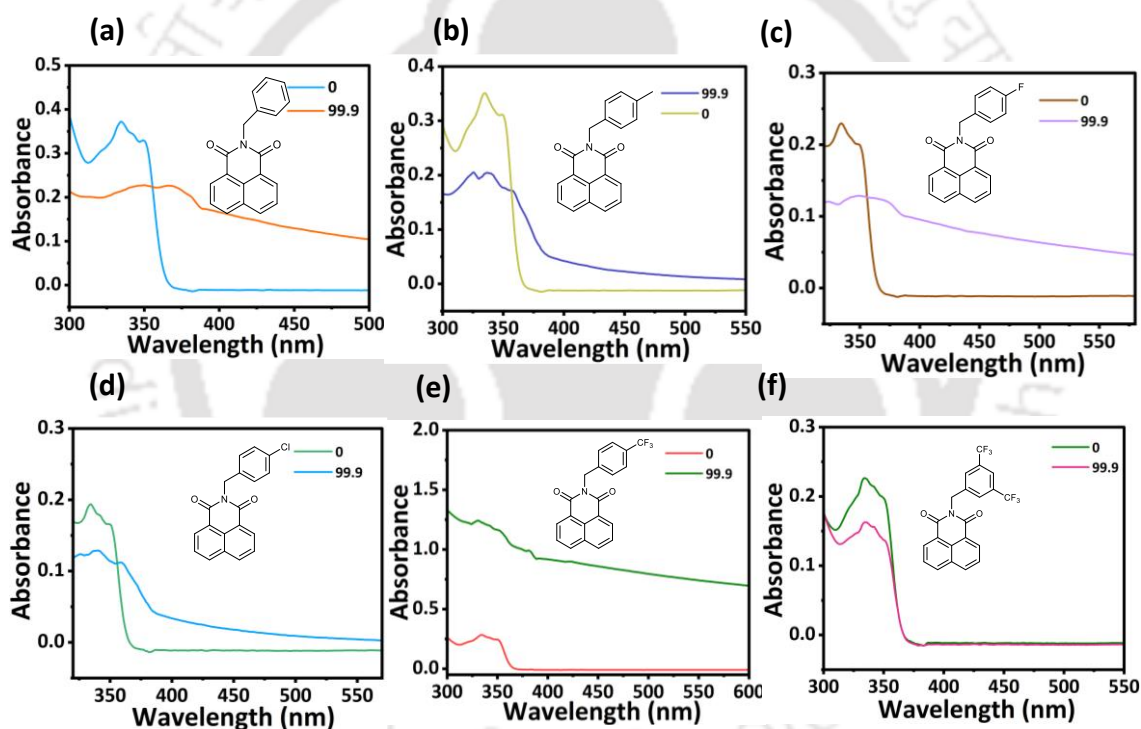 (a)
(b)
(c)
0.5
0.4
0.3
0.2
0.1
0.0
300
350
400
450
500
Absorbance
Wavelength (nm)
0
99.9
N
O
O
0.4
0.3
0.2
0.1
0.0
300
350
400
450
500
550
Absorbance
Wavelength (nm)
99.9
0
N
O
O
0.3
0.2
0.1
0.0
350
400
450
500
550
Absorbance
Wavelength (nm)
0
99.9
F
N
O
O
(d)
(e)
(f)
0.3
0.2
0.1
0.0
350
400
450
500
550
Absorbance
Wavelength (nm)
0
99.9
Cl
N
O
O
2.0
1.5
1.0
0.5
0.0
300
350
400
450
500
550
600
Absorbance
Wavelength (nm)
0
99.9
CF3
N
O
O
0.3
0.2
0.1
0.0
300
350
400
450
500
550
Absorbance
Wavelength (nm)
0
99.9
CF3
CF3
N
O
O